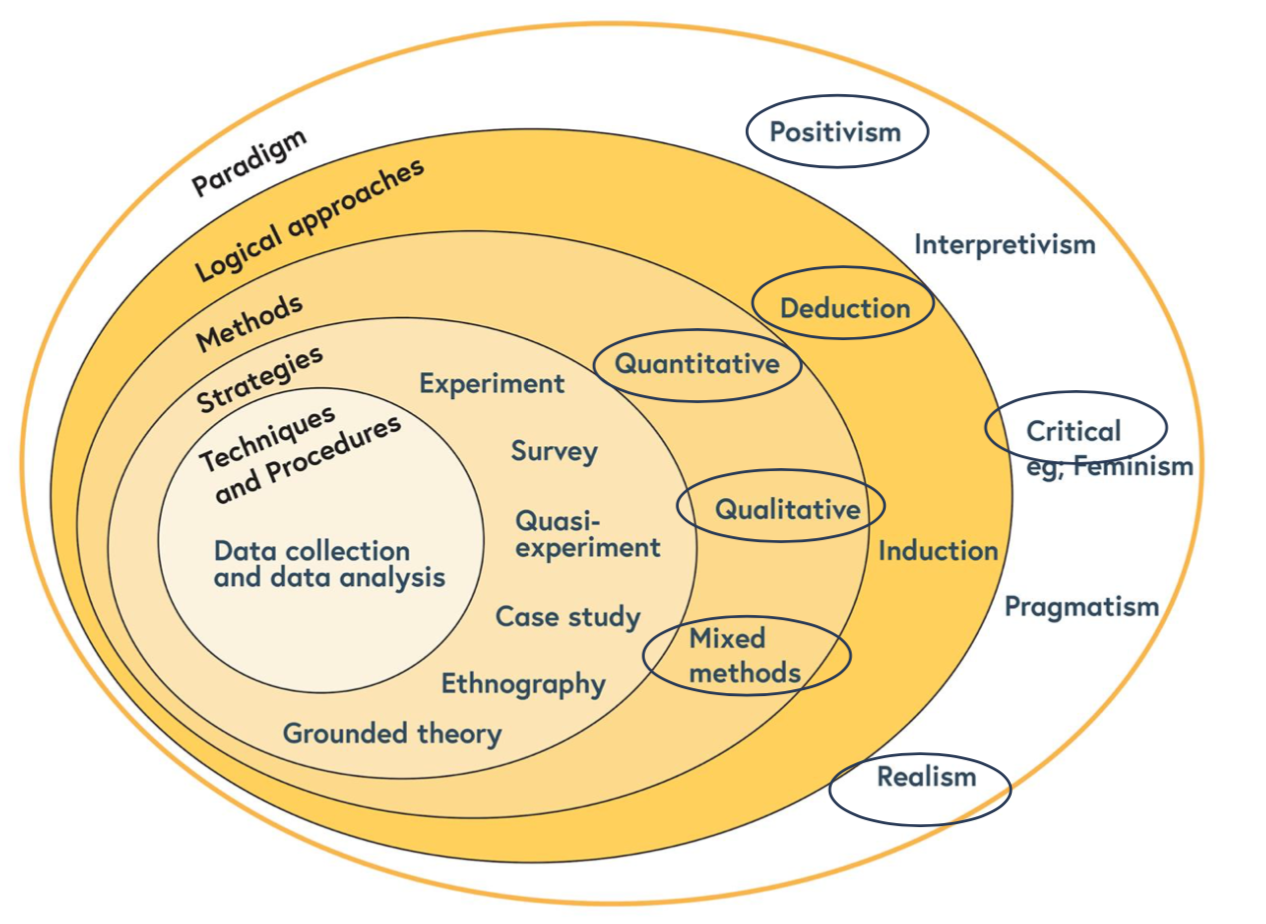 Paradigm
Logical approaches
Methods
Strategies
Techniques
and Procedures
Data collection
and data analysis
Experiment
Survey
Quasi-
experiment
Case study
Ethnography
Grounded theory
Quantitative
Qualitative
Mixed
methods
Deduction
Induction
Positivism
Interpretivism
Critical
eg; Feminism
Pragmatism
Realism